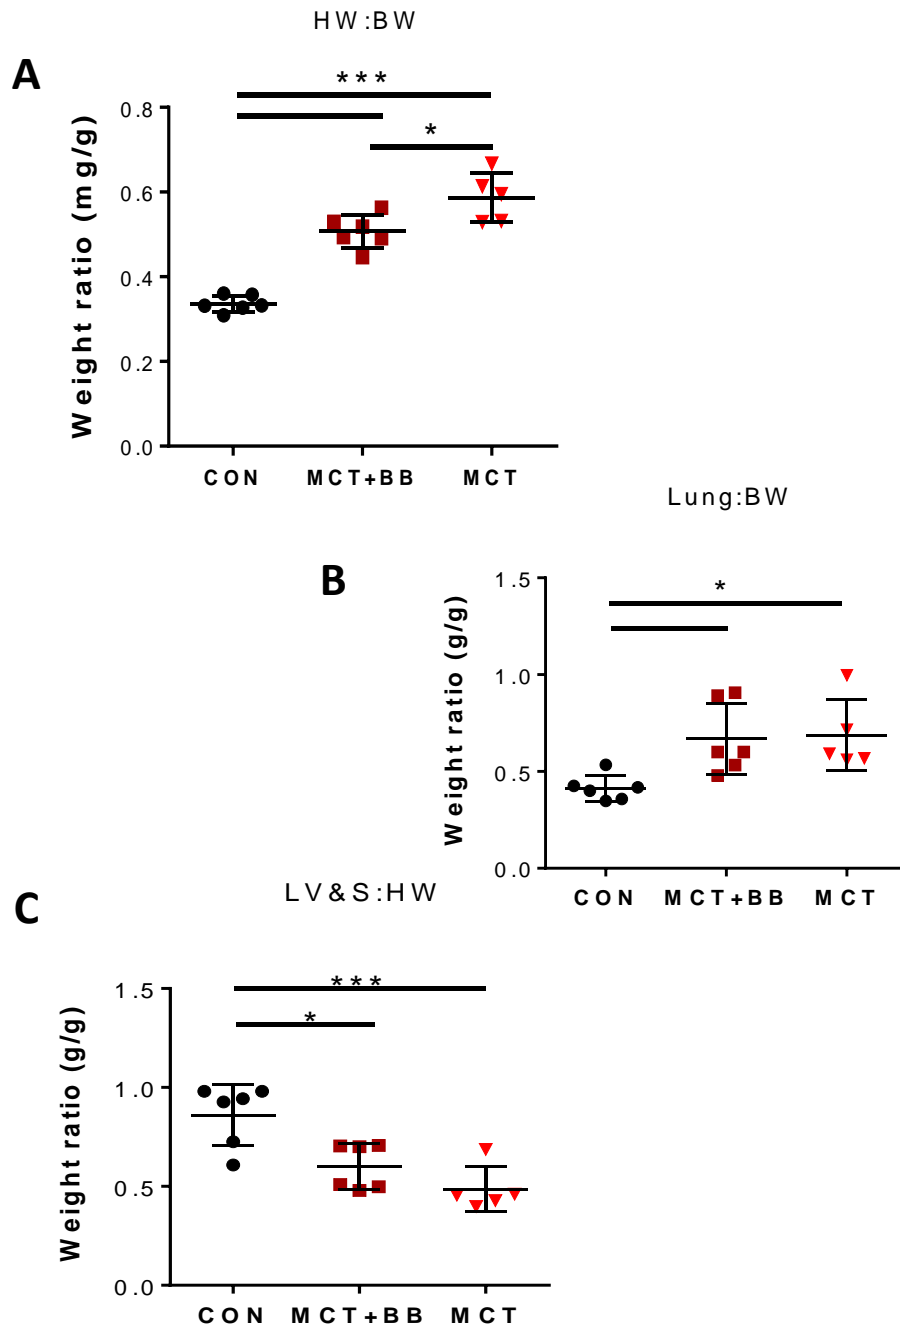 HW:BW
A
***
*
Weight ratio (mg/g)
0.8
0.6
0.4
0.2
0.0
CON MCT+BB MCT
Lung:BW
B
*
Weight ratio (g/g)
1.5
1.0
0.5
0.0
CON MCT+BB MCT
LV&S:HW
C
***
*
Weight ratio (g/g)
1.5
1.0
0.5
0.0
CON MCT+BB MCT